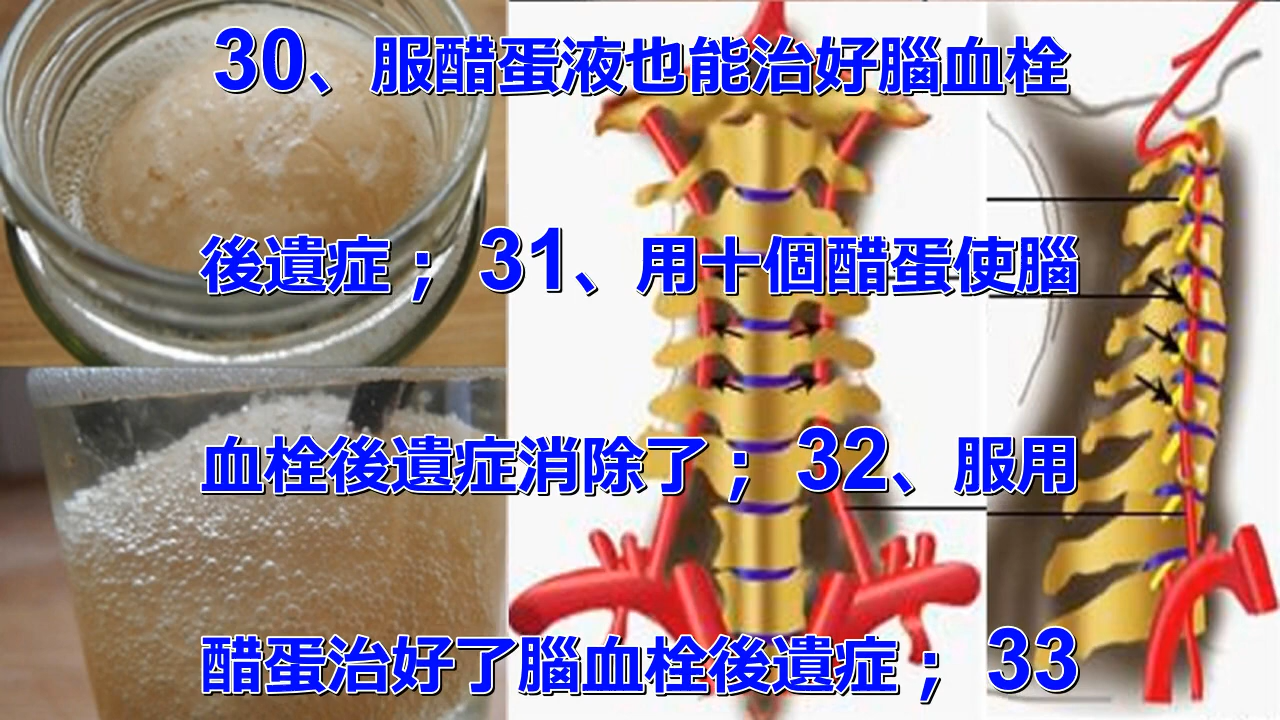 30、服醋蛋液也能治好腦血栓
後遺症；31、用十個醋蛋使腦
血栓後遺症消除了；32、服用
醋蛋治好了腦血栓後遺症；33